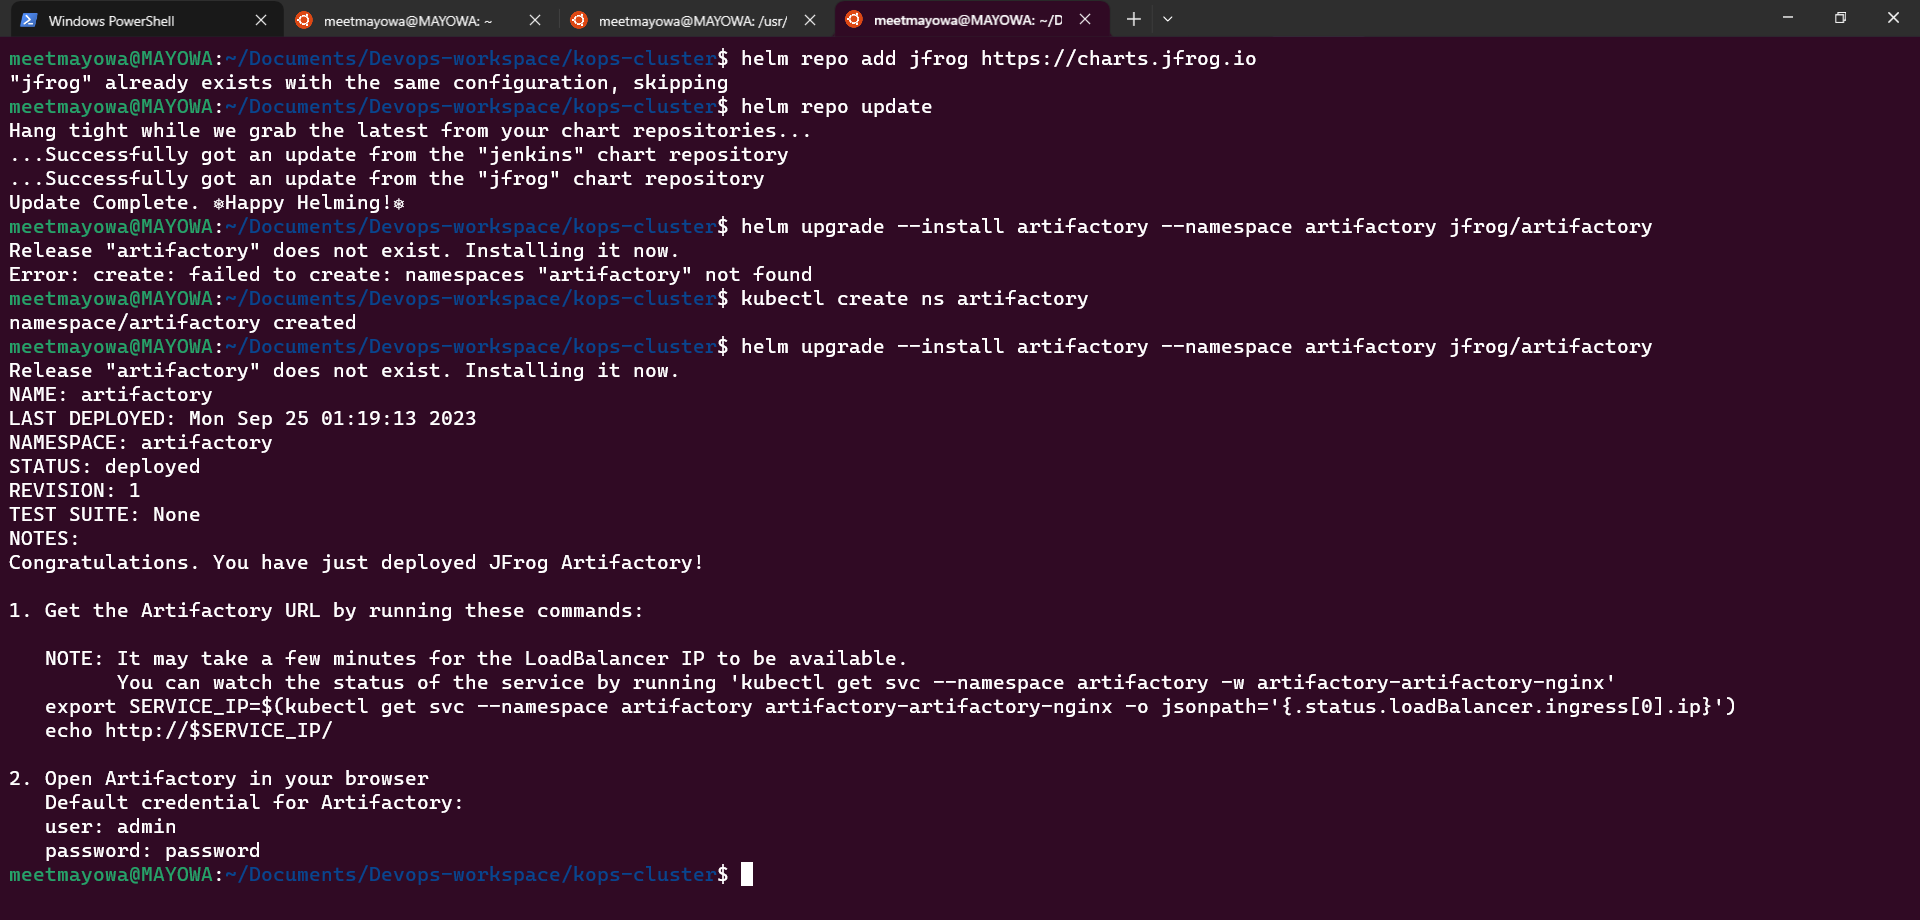 Windows PowerShell
meetmayowa@MAYOWA: ~
meetmayowa@MAYOWA: /usr/
meetmayowa@MAYOWA: ~/D
meetmayowa@MAYOWA:~/Documents/Devops-workspace/kops-cluster$ helm repo add jfrog https://charts.jfrog.io
"jfrog" already exists with the same configuration, skipping
meetmayowa@MAYOWA:~/Documents/Devops-workspace/kops-cluster$ helm repo update
Hang tight while we grab the latest from your chart repositories...
...Successfully got an update from the "jenkins" chart repository
...Successfully got an update from the "jfrog" chart repository
Update Complete. ⎈Happy Helming!⎈
meetmayowa@MAYOWA:~/Documents/Devops-workspace/kops-cluster$ helm upgrade --install artifactory --namespace artifactory jfrog/artifactory
Release "artifactory" does not exist. Installing it now.
Error: create: failed to create: namespaces "artifactory" not found
meetmayowa@MAYOWA:~/Documents/Devops-workspace/kops-cluster$ kubectl create ns artifactory
namespace/artifactory created
meetmayowa@MAYOWA:~/Documents/Devops-workspace/kops-cluster$ helm upgrade --install artifactory --namespace artifactory jfrog/artifactory
Release "artifactory" does not exist. Installing it now.
NAME: artifactory
LAST DEPLOYED: Mon Sep 25 01:19:13 2023
NAMESPACE: artifactory
STATUS: deployed
REVISION: 1
TEST SUITE: None
NOTES:
Congratulations. You have just deployed JFrog Artifactory!
1. Get the Artifactory URL by running these commands:
NOTE: It may take a few minutes for the LoadBalancer IP to be available.
You can watch the status of the service by running 'kubectl get svc --namespace artifactory -w artifactory-artifactory-nginx'
export SERVICE_IP=$(kubectl get svc --namespace artifactory artifactory-artifactory-nginx -o jsonpath='{.status.loadBalancer.ingress[0].ip}')
echo http://$SERVICE_IP/
2. Open Artifactory in your browser
Default credential for Artifactory:
user: admin
password: password
meetmayowa@MAYOWA:~/Documents/Devops-workspace/kops-cluster$